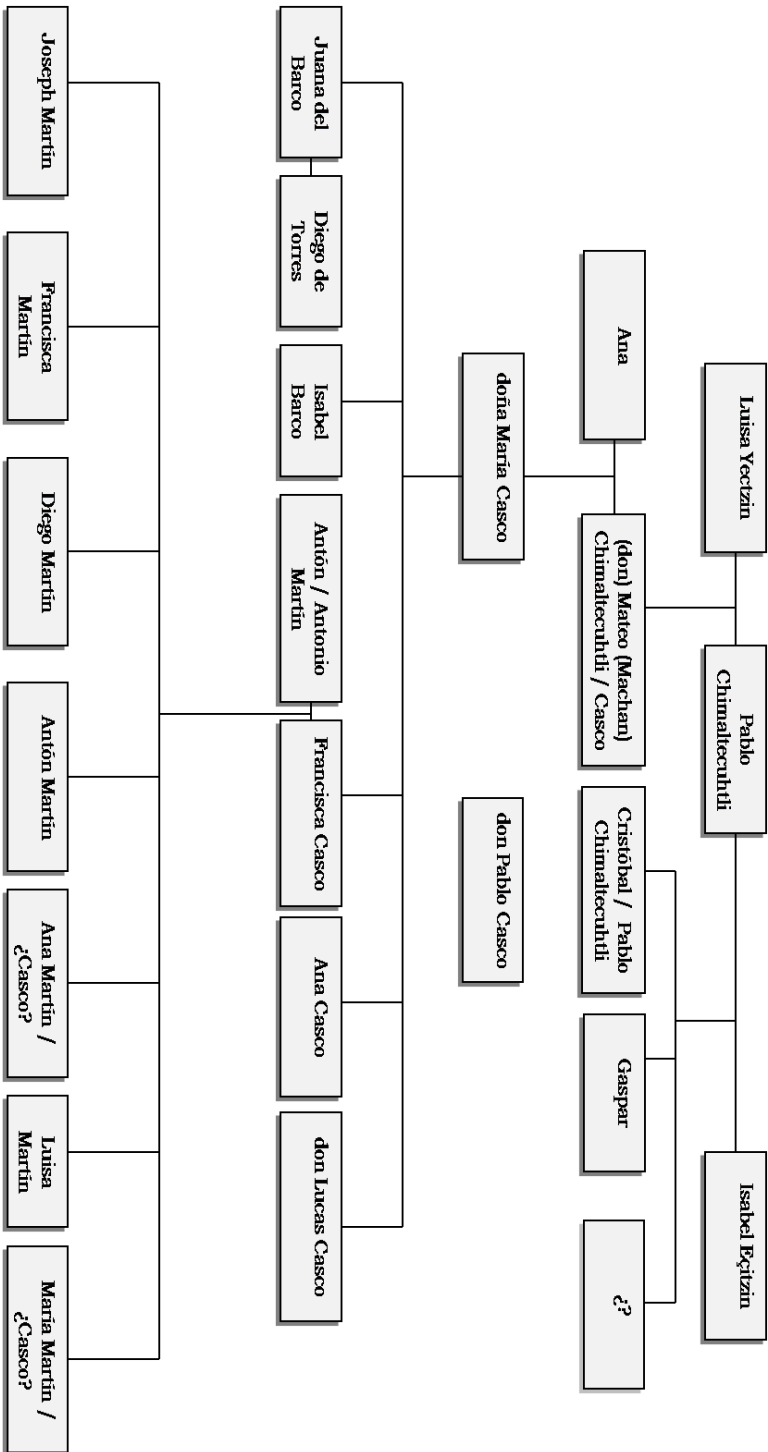 Luisa Yectzin
Pablo
Chimaltecuhtli
Isabel Eçitzin
Ana
(don) Mateo (Machan)
Chimaltecuhtli / Casco
Cristóbal / Pablo
Chimaltecuhtli
Gaspar
¿?
doña María Casco
don Pablo Casco
Juana del
Barco
Diego de
Torres
Isabel
Barco
Antón / Antonio
Martín
Francisca Casco
Ana Casco
don Lucas Casco
Joseph Martín
Francisca
Martín
Diego Martín
Antón Martín
Ana Martín /
¿Casco?
Luisa
Martín
María Martín /
¿Casco?